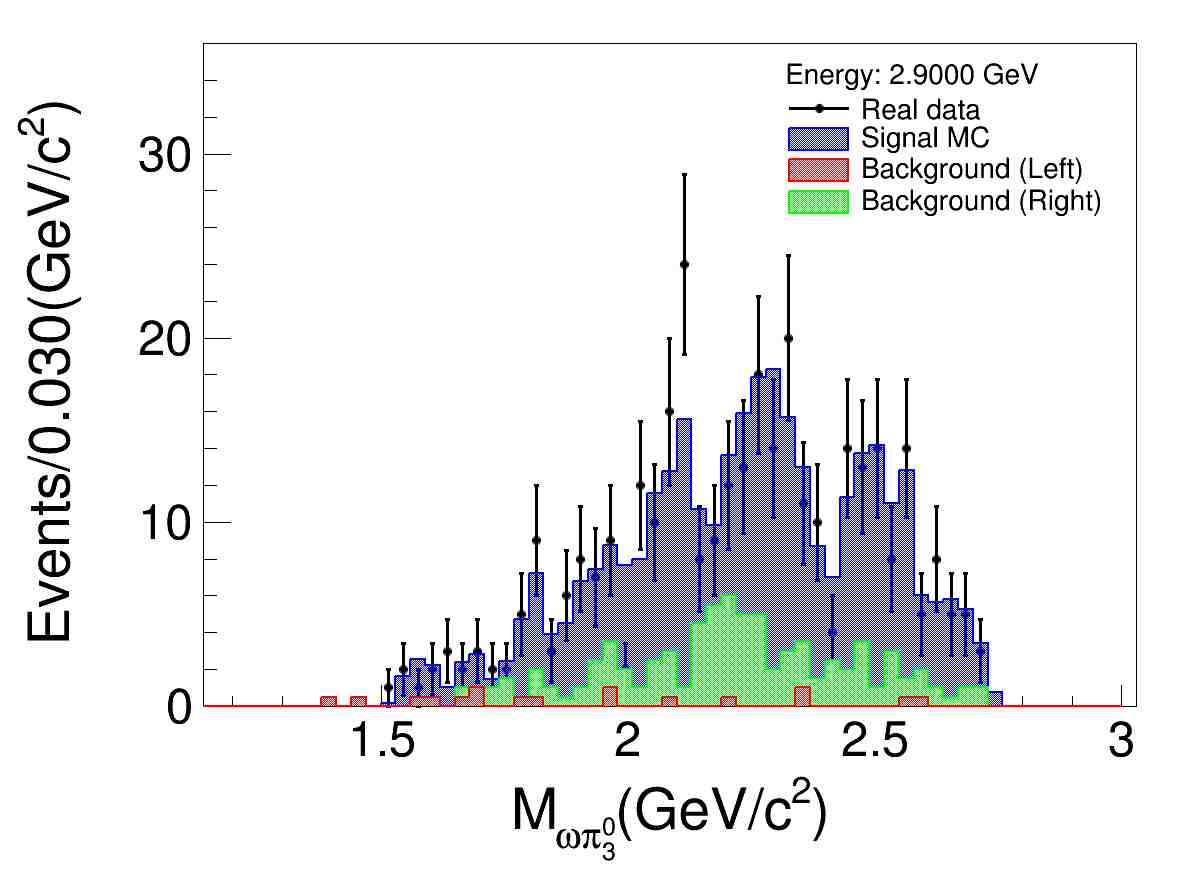 Events/0.030(GeV/c²)
Energy: 2.9000 GeV
Real data
Signal MC
Background (Left)
Background (Right)
30
20
10
0
1.5 2 2.5 3
M_ωπ⁰₃(GeV/c²)